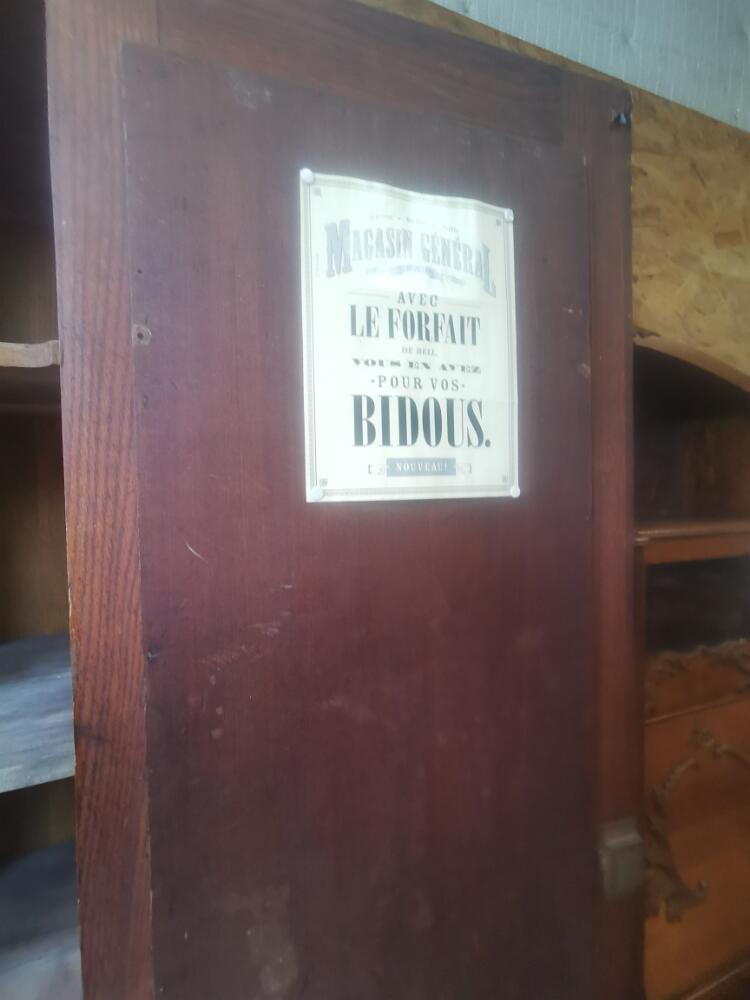 MAGASIN GÉNÉRAL
AVEC
LE FORFAIT
DE BELL,
VOUS EN AVEZ
·POUR VOS·
BIDOUS.
NOUVEAU!